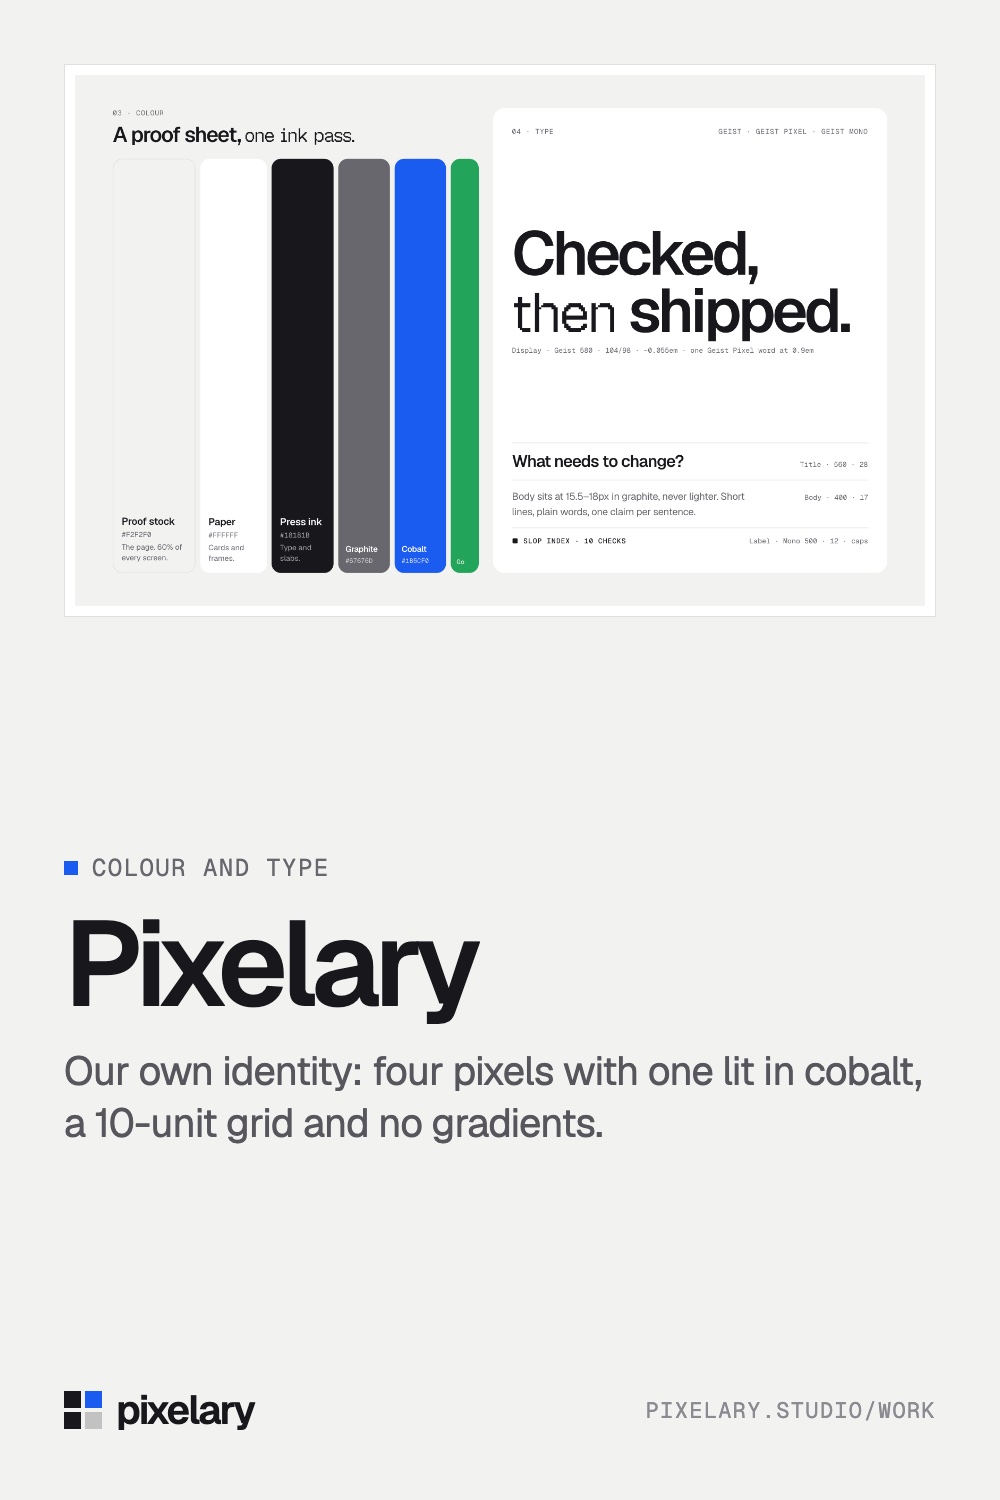 03 · COLOUR
A proof sheet, one ink pass.
Proof stock
#F2F2F0
The page, 60% of
every screen.
Paper
#FFFFFF
Cards and
frames.
Press ink
#18181B
Type and
slabs.
Graphite
#67676D
Cobalt
#1B5CF0
Go
04 · TYPE
GEIST · GEIST PIXEL · GEIST MONO
Checked,
then shipped.
Display · Geist 580 · 104/98 · -0.055em · one Geist Pixel word at 0.9em
What needs to change?
Title · 560 · 28
Body sits at 15.5–18px in graphite, never lighter. Short
lines, plain words, one claim per sentence.
Body · 400 · 17
SLOP INDEX · 10 CHECKS
Label · Mono 500 · 12 · caps
COLOUR AND TYPE
Pixelary
Our own identity: four pixels with one lit in cobalt,
a 10-unit grid and no gradients.
pixelary
PIXELARY.STUDIO/WORK